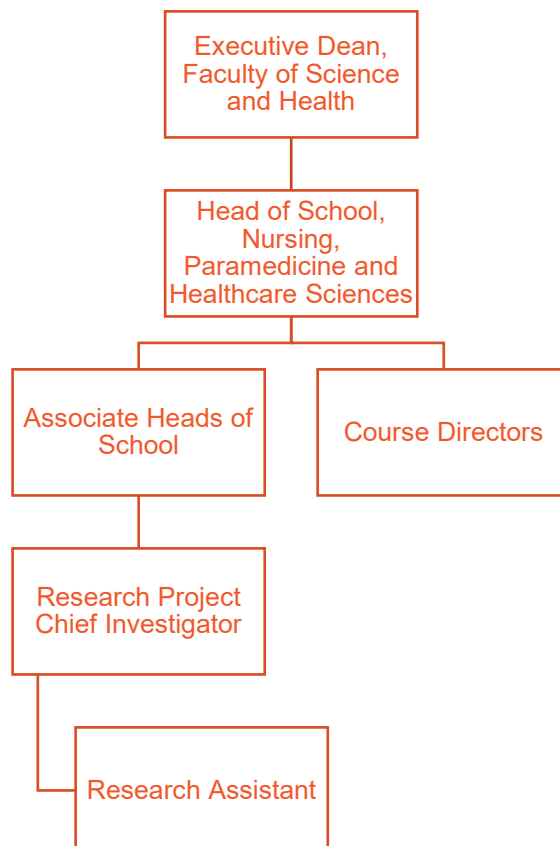 Executive Dean,
Faculty of Science
and Health
Head of School,
Nursing,
Paramedicine and
Healthcare Sciences
Associate Heads of
School
Course Directors
Research Project
Chief Investigator
Research Assistant